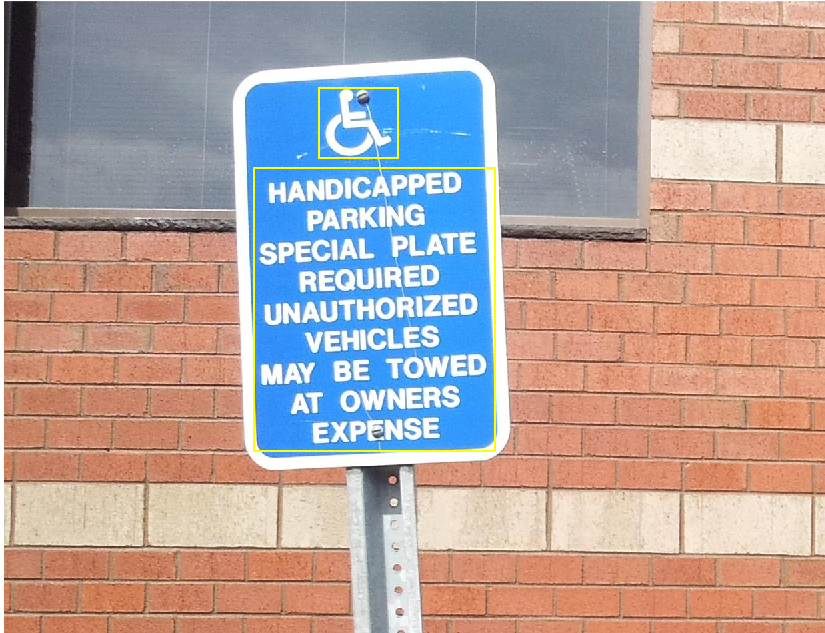 HANDICAPPED
PARKING
SPECIAL PLATE
REQUIRED
UNAUTHORIZED
VEHICLES
MAY BE TOWED
AT OWNERS
EXPENSE